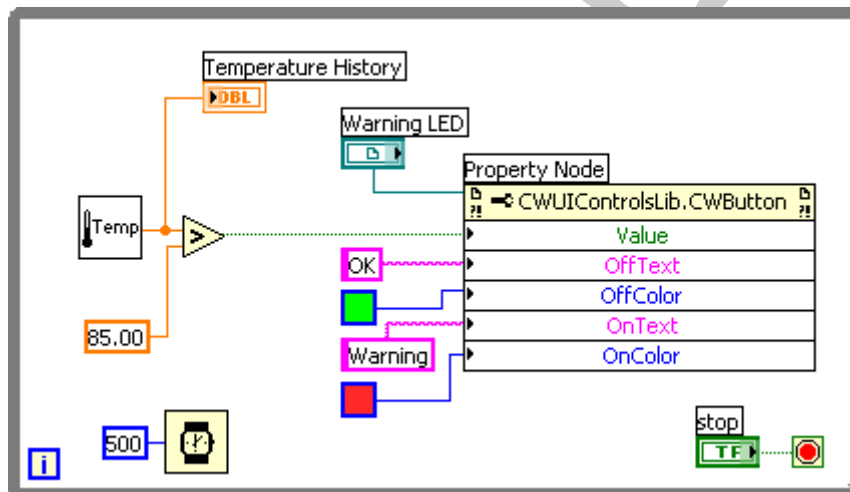 Temperature History
DBL
Warning LED
Property Node
CWUIControlsLib.CWButton
Temp
>
Value
OK
OffText
OffColor
85.00
OnText
Warning
OnColor
500
stop
TF
i